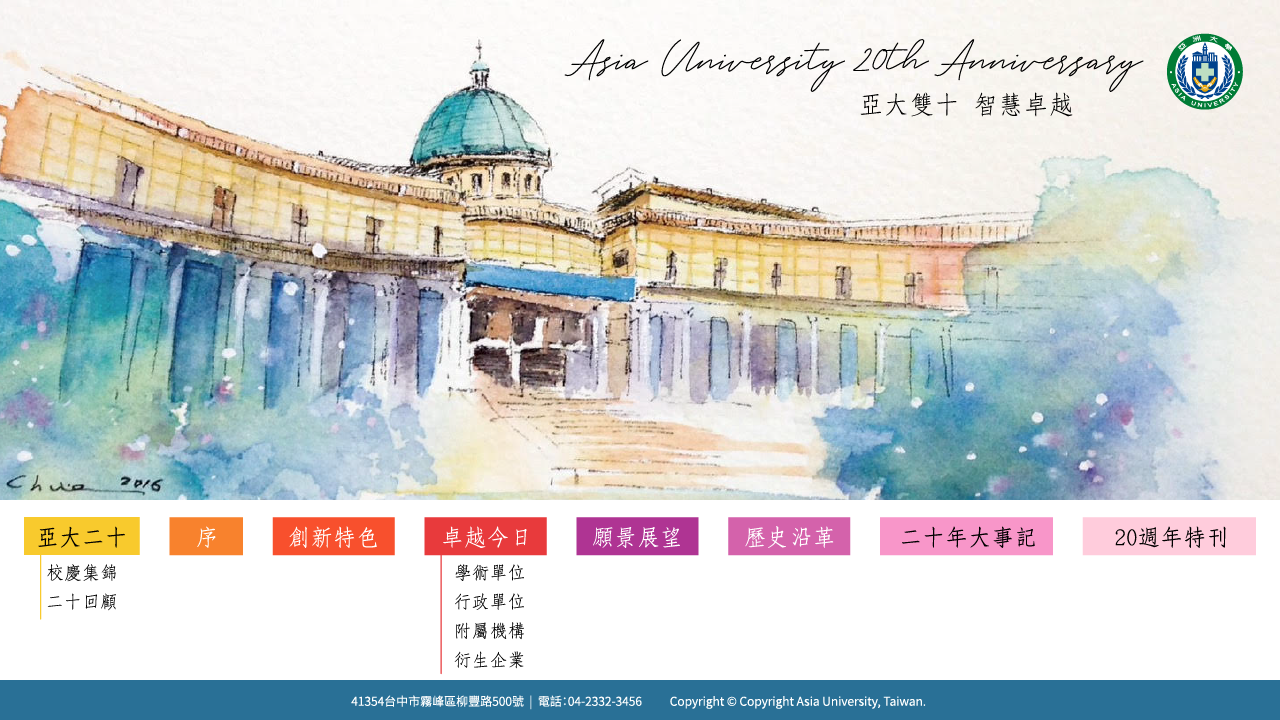 Asia University 20th Anniversary
亞大雙十 智慧卓越
亞洲大學
ASIA UNIVERSITY
Chua 2016
亞大二十
校慶集錦
二十回顧
序
創新特色
卓越今日
學術單位
行政單位
附屬機構
衍生企業
願景展望
歷史沿革
二十年大事記
20週年特刊
41354台中市霧峰區柳豐路500號 | 電話：04-2332-3456 Copyright © Copyright Asia University, Taiwan.